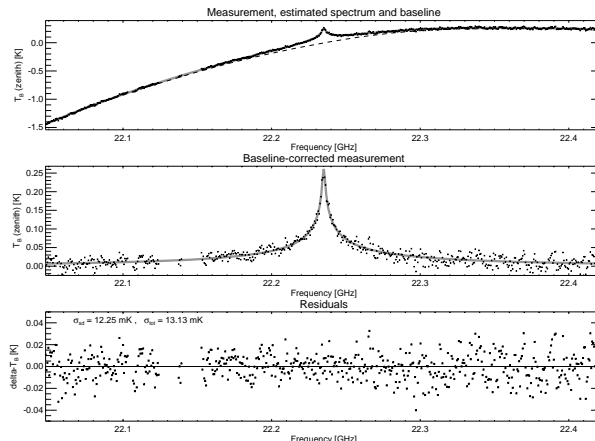 Measurement, estimated spectrum and baseline
T_B (zenith) [K]
0.0
-0.5
-1.0
-1.5
22.1 22.2 22.3 22.4
Frequency [GHz]
Baseline-corrected measurement
T_B (zenith) [K]
0.25
0.20
0.15
0.10
0.05
0.00
22.1 22.2 22.3 22.4
Frequency [GHz]
Residuals
σ_sd = 12.25 mK , σ_tot = 13.13 mK
delta-T_B [K]
0.04
0.02
0.00
-0.02
-0.04
22.1 22.2 22.3 22.4
Frequency [GHz]